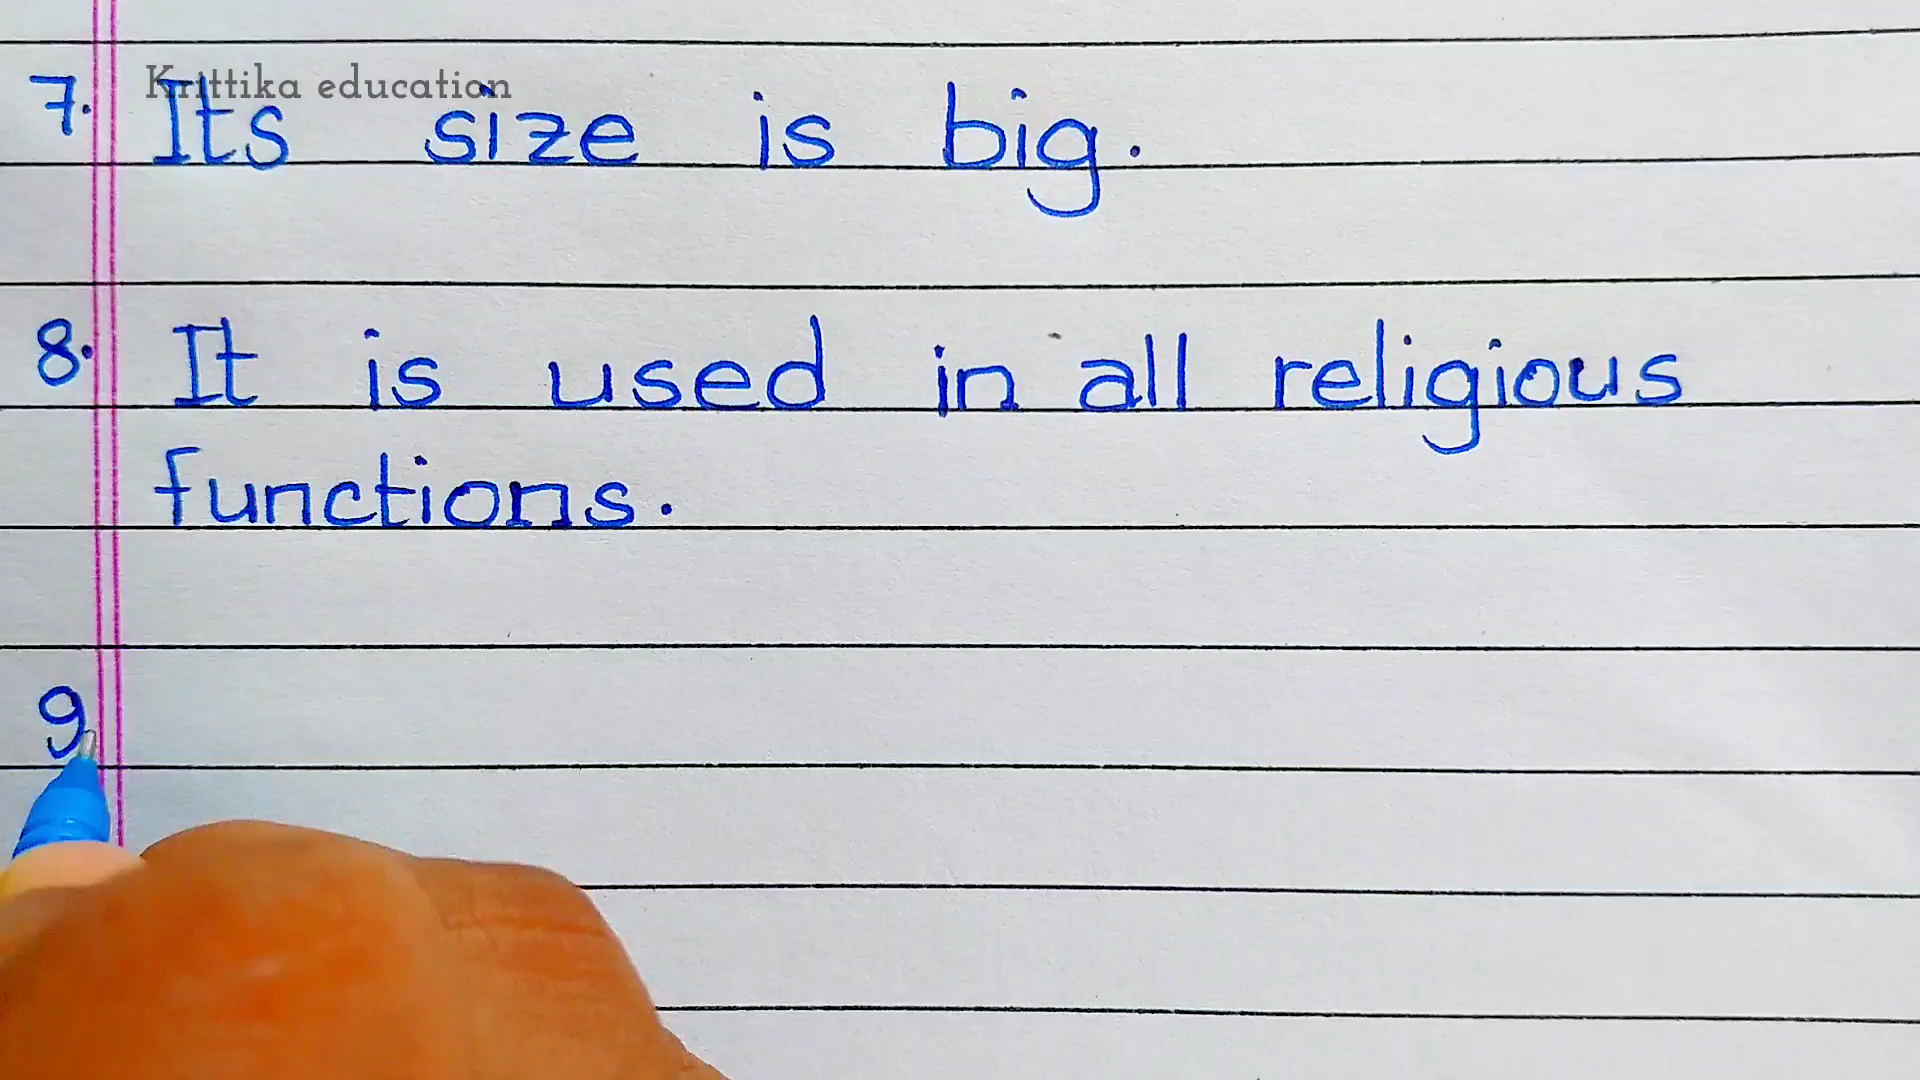 Krittika education
7. Its size is big.
8. It is used in all religious
functions.
9